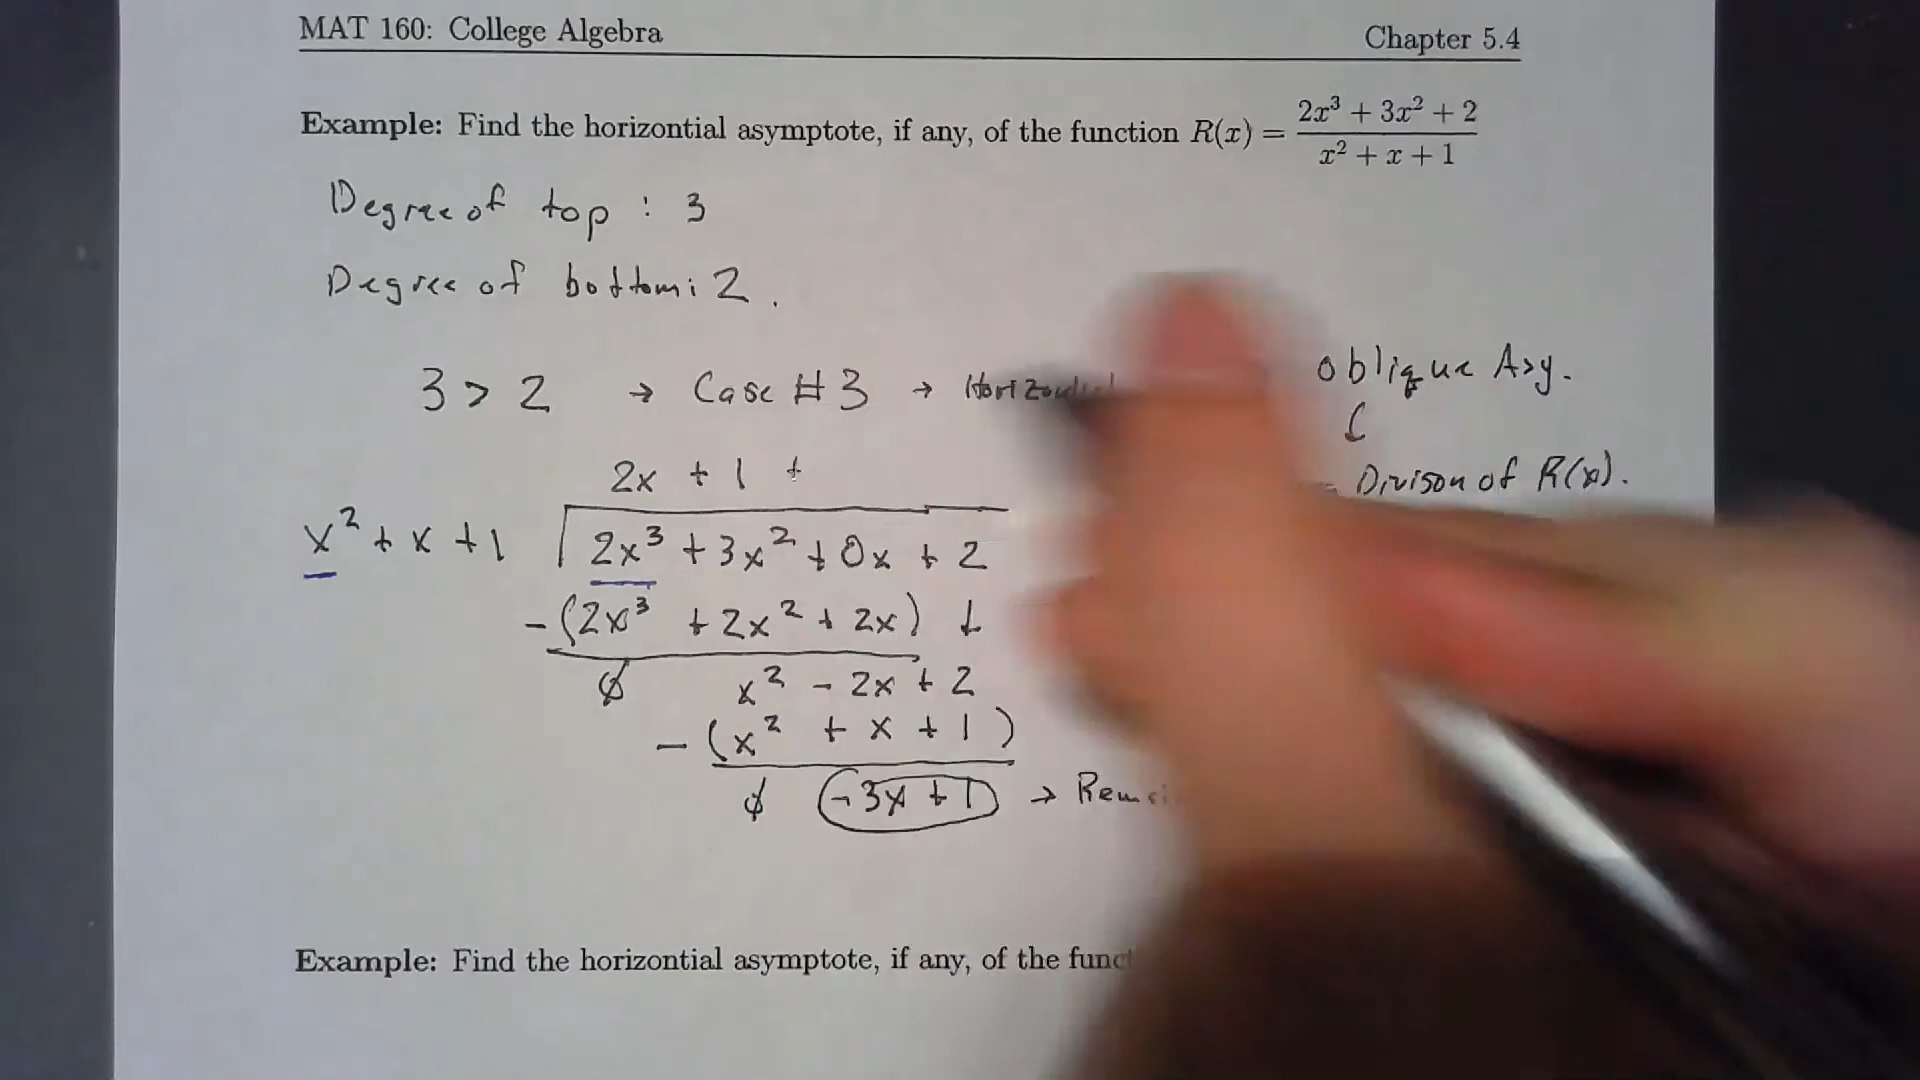 MAT 160: College Algebra Chapter 5.4
Example: Find the horizontial asymptote, if any, of the function R(x) = 2x³ + 3x² + 2 / x² + x + 1
Degree of top : 3
Degree of bottom: 2.
3 > 2 → Case # 3 → Oblique Asy.
Divison of R(x).
2x + 1 +
x² + x + 1 2x³ + 3x² + 0x + 2
-(2x³ + 2x² + 2x) ↓
0 x² - 2x + 2
- (x² + x + 1)
0 -3x + 1 →
Example: Find the horizontial asymptote, if any, of the